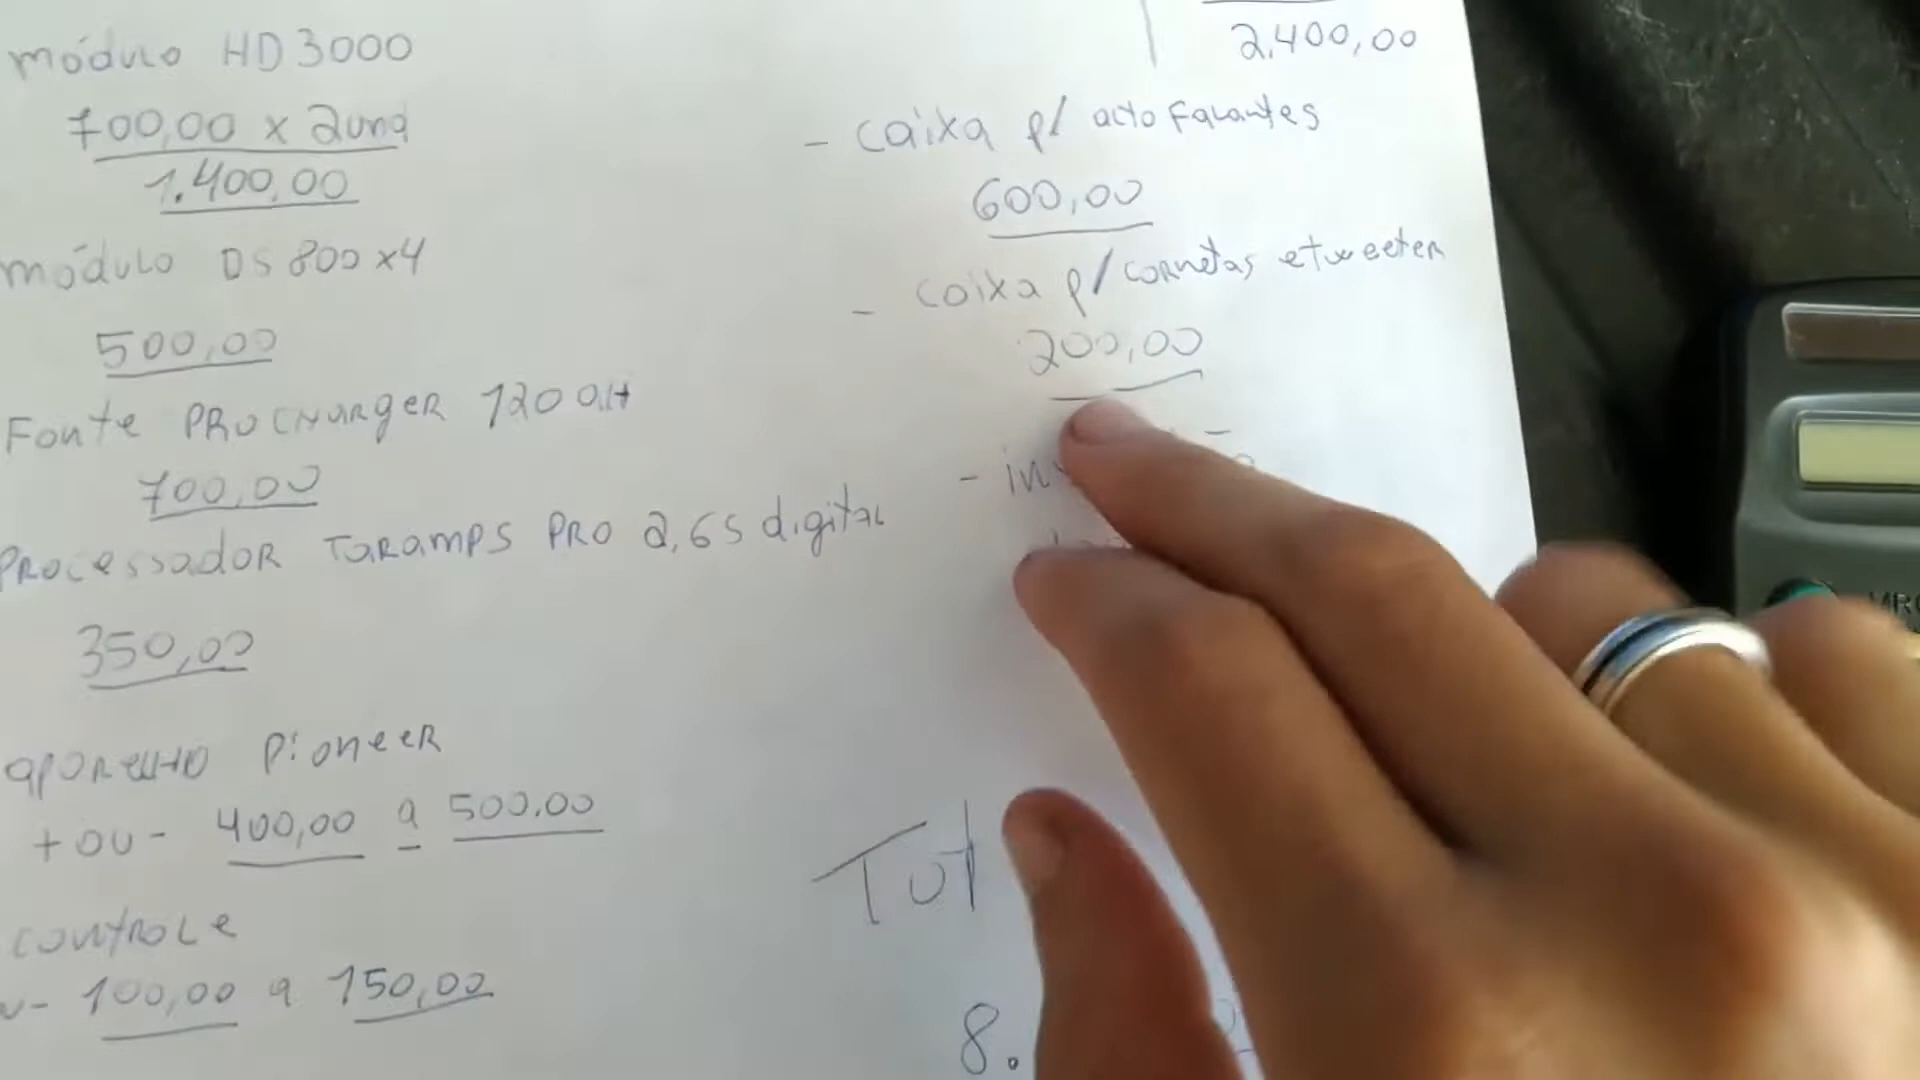 módulo HD3000
700,00 x 2und
1.400,00
módulo DS 800x4
500,00
Fonte PROCHARGER 120
700,00
PROCESSADOR TARAMPS PRO 2,6S digital
350,00
aparelho Pioneer
+ ou - 400,00 a 500,00
controle
- 100,00 a 150,00
2.400,00
- caixa p/ alto falantes
600,00
- caixa p/ cornetas e tweeter
200,00
- in
Tot
8.